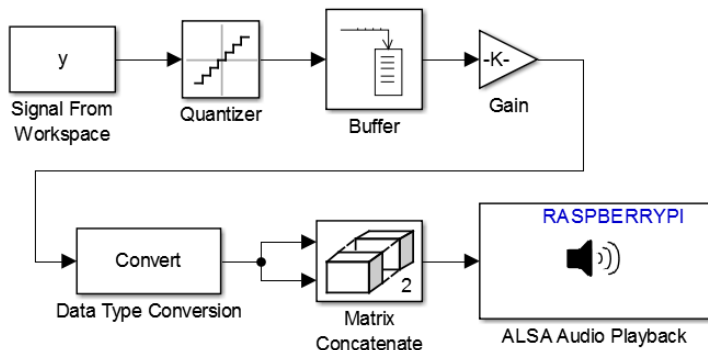 y
Signal From
Workspace
Quantizer
Buffer
-K-
Gain
Convert
Data Type Conversion
2
Matrix
Concatenate
RASPBERRYPI
ALSA Audio Playback